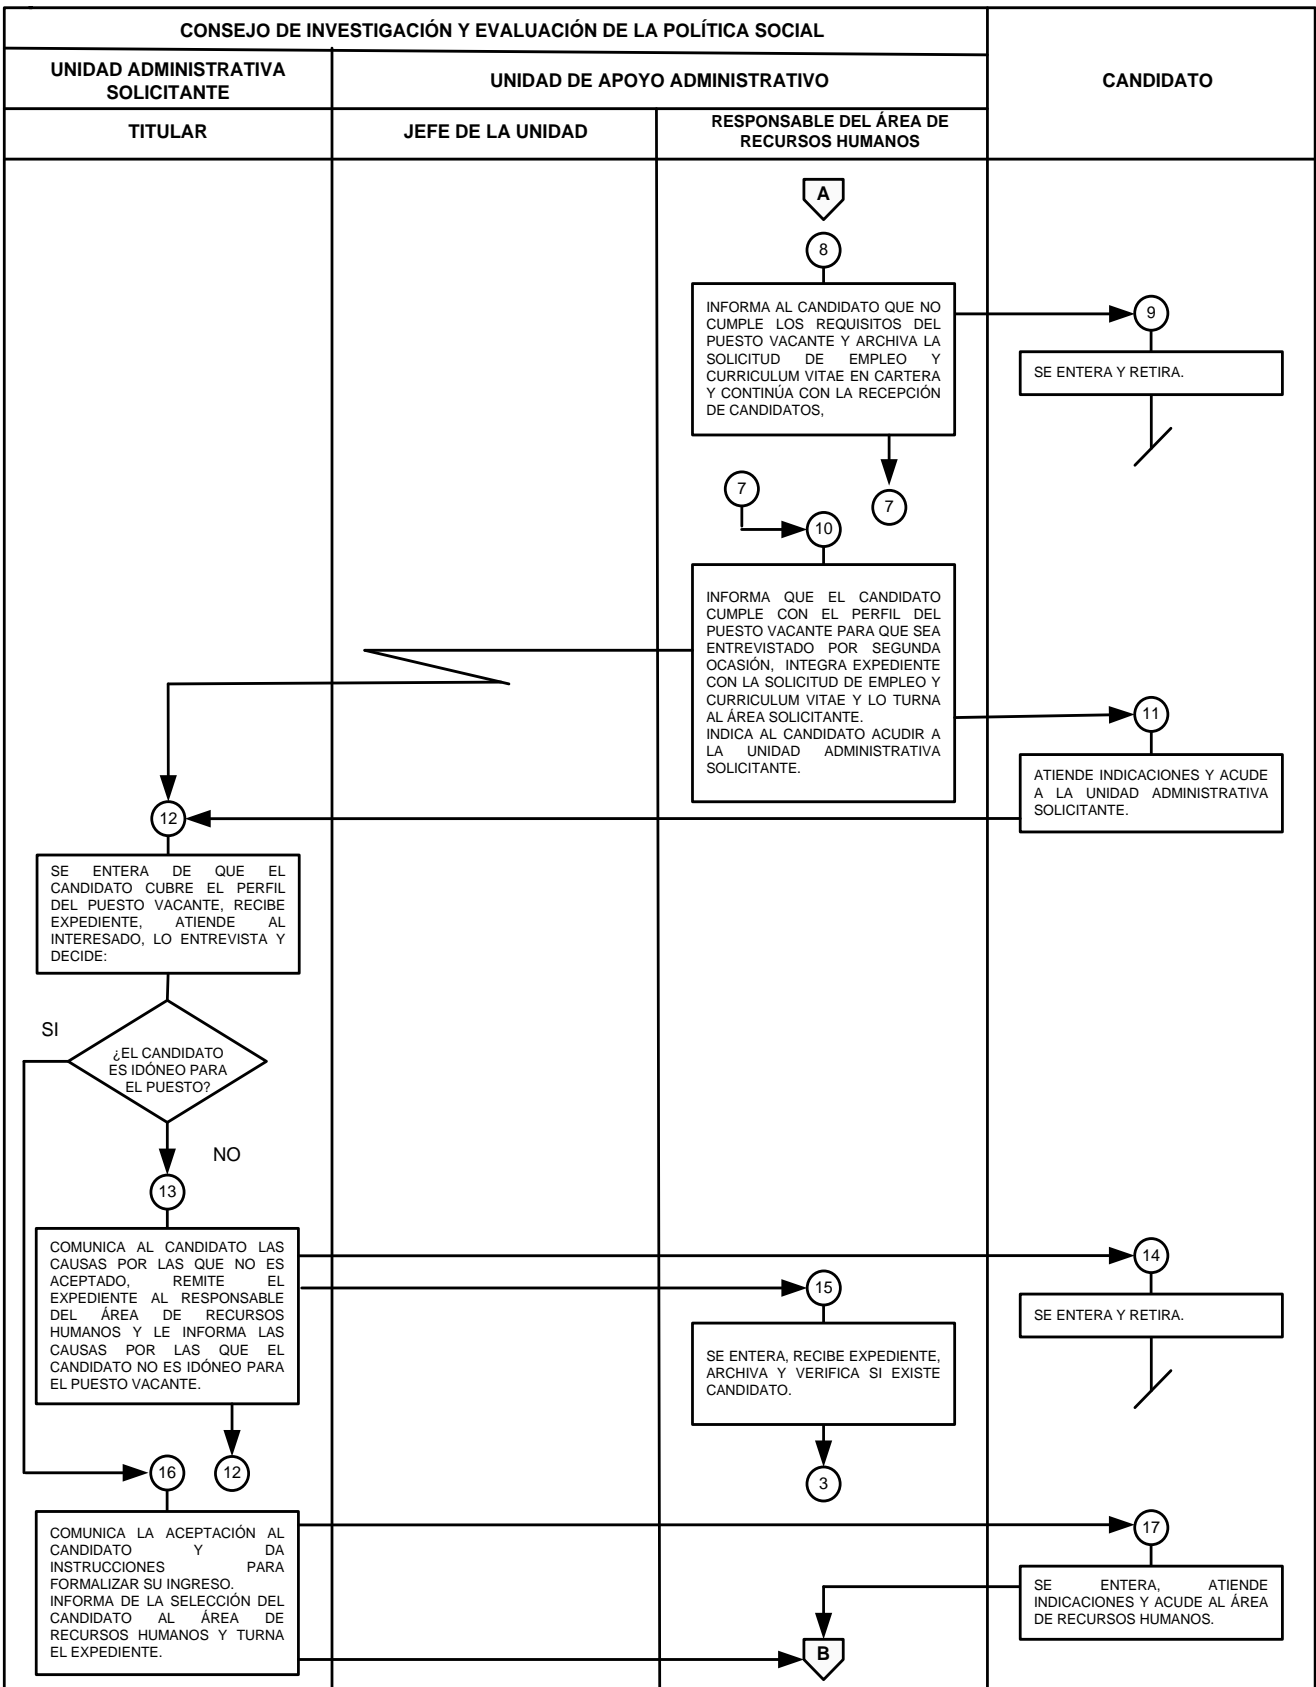 CONSEJO DE INVESTIGACIÓN Y EVALUACIÓN DE LA POLÍTICA SOCIAL
UNIDAD ADMINISTRATIVA
SOLICITANTE
UNIDAD DE APOYO ADMINISTRATIVO
CANDIDATO
TITULAR
JEFE DE LA UNIDAD
RESPONSABLE DEL ÁREA DE
RECURSOS HUMANOS
A
8
INFORMA AL CANDIDATO QUE NO
CUMPLE LOS REQUISITOS DEL
PUESTO VACANTE Y ARCHIVA LA
SOLICITUD DE EMPLEO Y
CURRICULUM VITAE EN CARTERA
Y CONTINÚA CON LA RECEPCIÓN
DE CANDIDATOS,
9
SE ENTERA Y RETIRA.
7
7
10
INFORMA QUE EL CANDIDATO
CUMPLE CON EL PERFIL DEL
PUESTO VACANTE PARA QUE SEA
ENTREVISTADO POR SEGUNDA
OCASIÓN, INTEGRA EXPEDIENTE
CON LA SOLICITUD DE EMPLEO Y
CURRICULUM VITAE Y LO TURNA
AL ÁREA SOLICITANTE.
INDICA AL CANDIDATO ACUDIR A
LA UNIDAD ADMINISTRATIVA
SOLICITANTE.
11
ATIENDE INDICACIONES Y ACUDE
A LA UNIDAD ADMINISTRATIVA
SOLICITANTE.
12
SE ENTERA DE QUE EL
CANDIDATO CUBRE EL PERFIL
DEL PUESTO VACANTE, RECIBE
EXPEDIENTE, ATIENDE AL
INTERESADO, LO ENTREVISTA Y
DECIDE:
SI
¿EL CANDIDATO
ES IDÓNEO PARA
EL PUESTO?
NO
13
COMUNICA AL CANDIDATO LAS
CAUSAS POR LAS QUE NO ES
ACEPTADO, REMITE EL
EXPEDIENTE AL RESPONSABLE
DEL ÁREA DE RECURSOS
HUMANOS Y LE INFORMA LAS
CAUSAS POR LAS QUE EL
CANDIDATO NO ES IDÓNEO PARA
EL PUESTO VACANTE.
14
SE ENTERA Y RETIRA.
15
SE ENTERA, RECIBE EXPEDIENTE,
ARCHIVA Y VERIFICA SI EXISTE
CANDIDATO.
3
12
16
COMUNICA LA ACEPTACIÓN AL
CANDIDATO Y DA
INSTRUCCIONES PARA
FORMALIZAR SU INGRESO.
INFORMA DE LA SELECCIÓN DEL
CANDIDATO AL ÁREA DE
RECURSOS HUMANOS Y TURNA
EL EXPEDIENTE.
17
SE ENTERA, ATIENDE
INDICACIONES Y ACUDE AL ÁREA
DE RECURSOS HUMANOS.
B